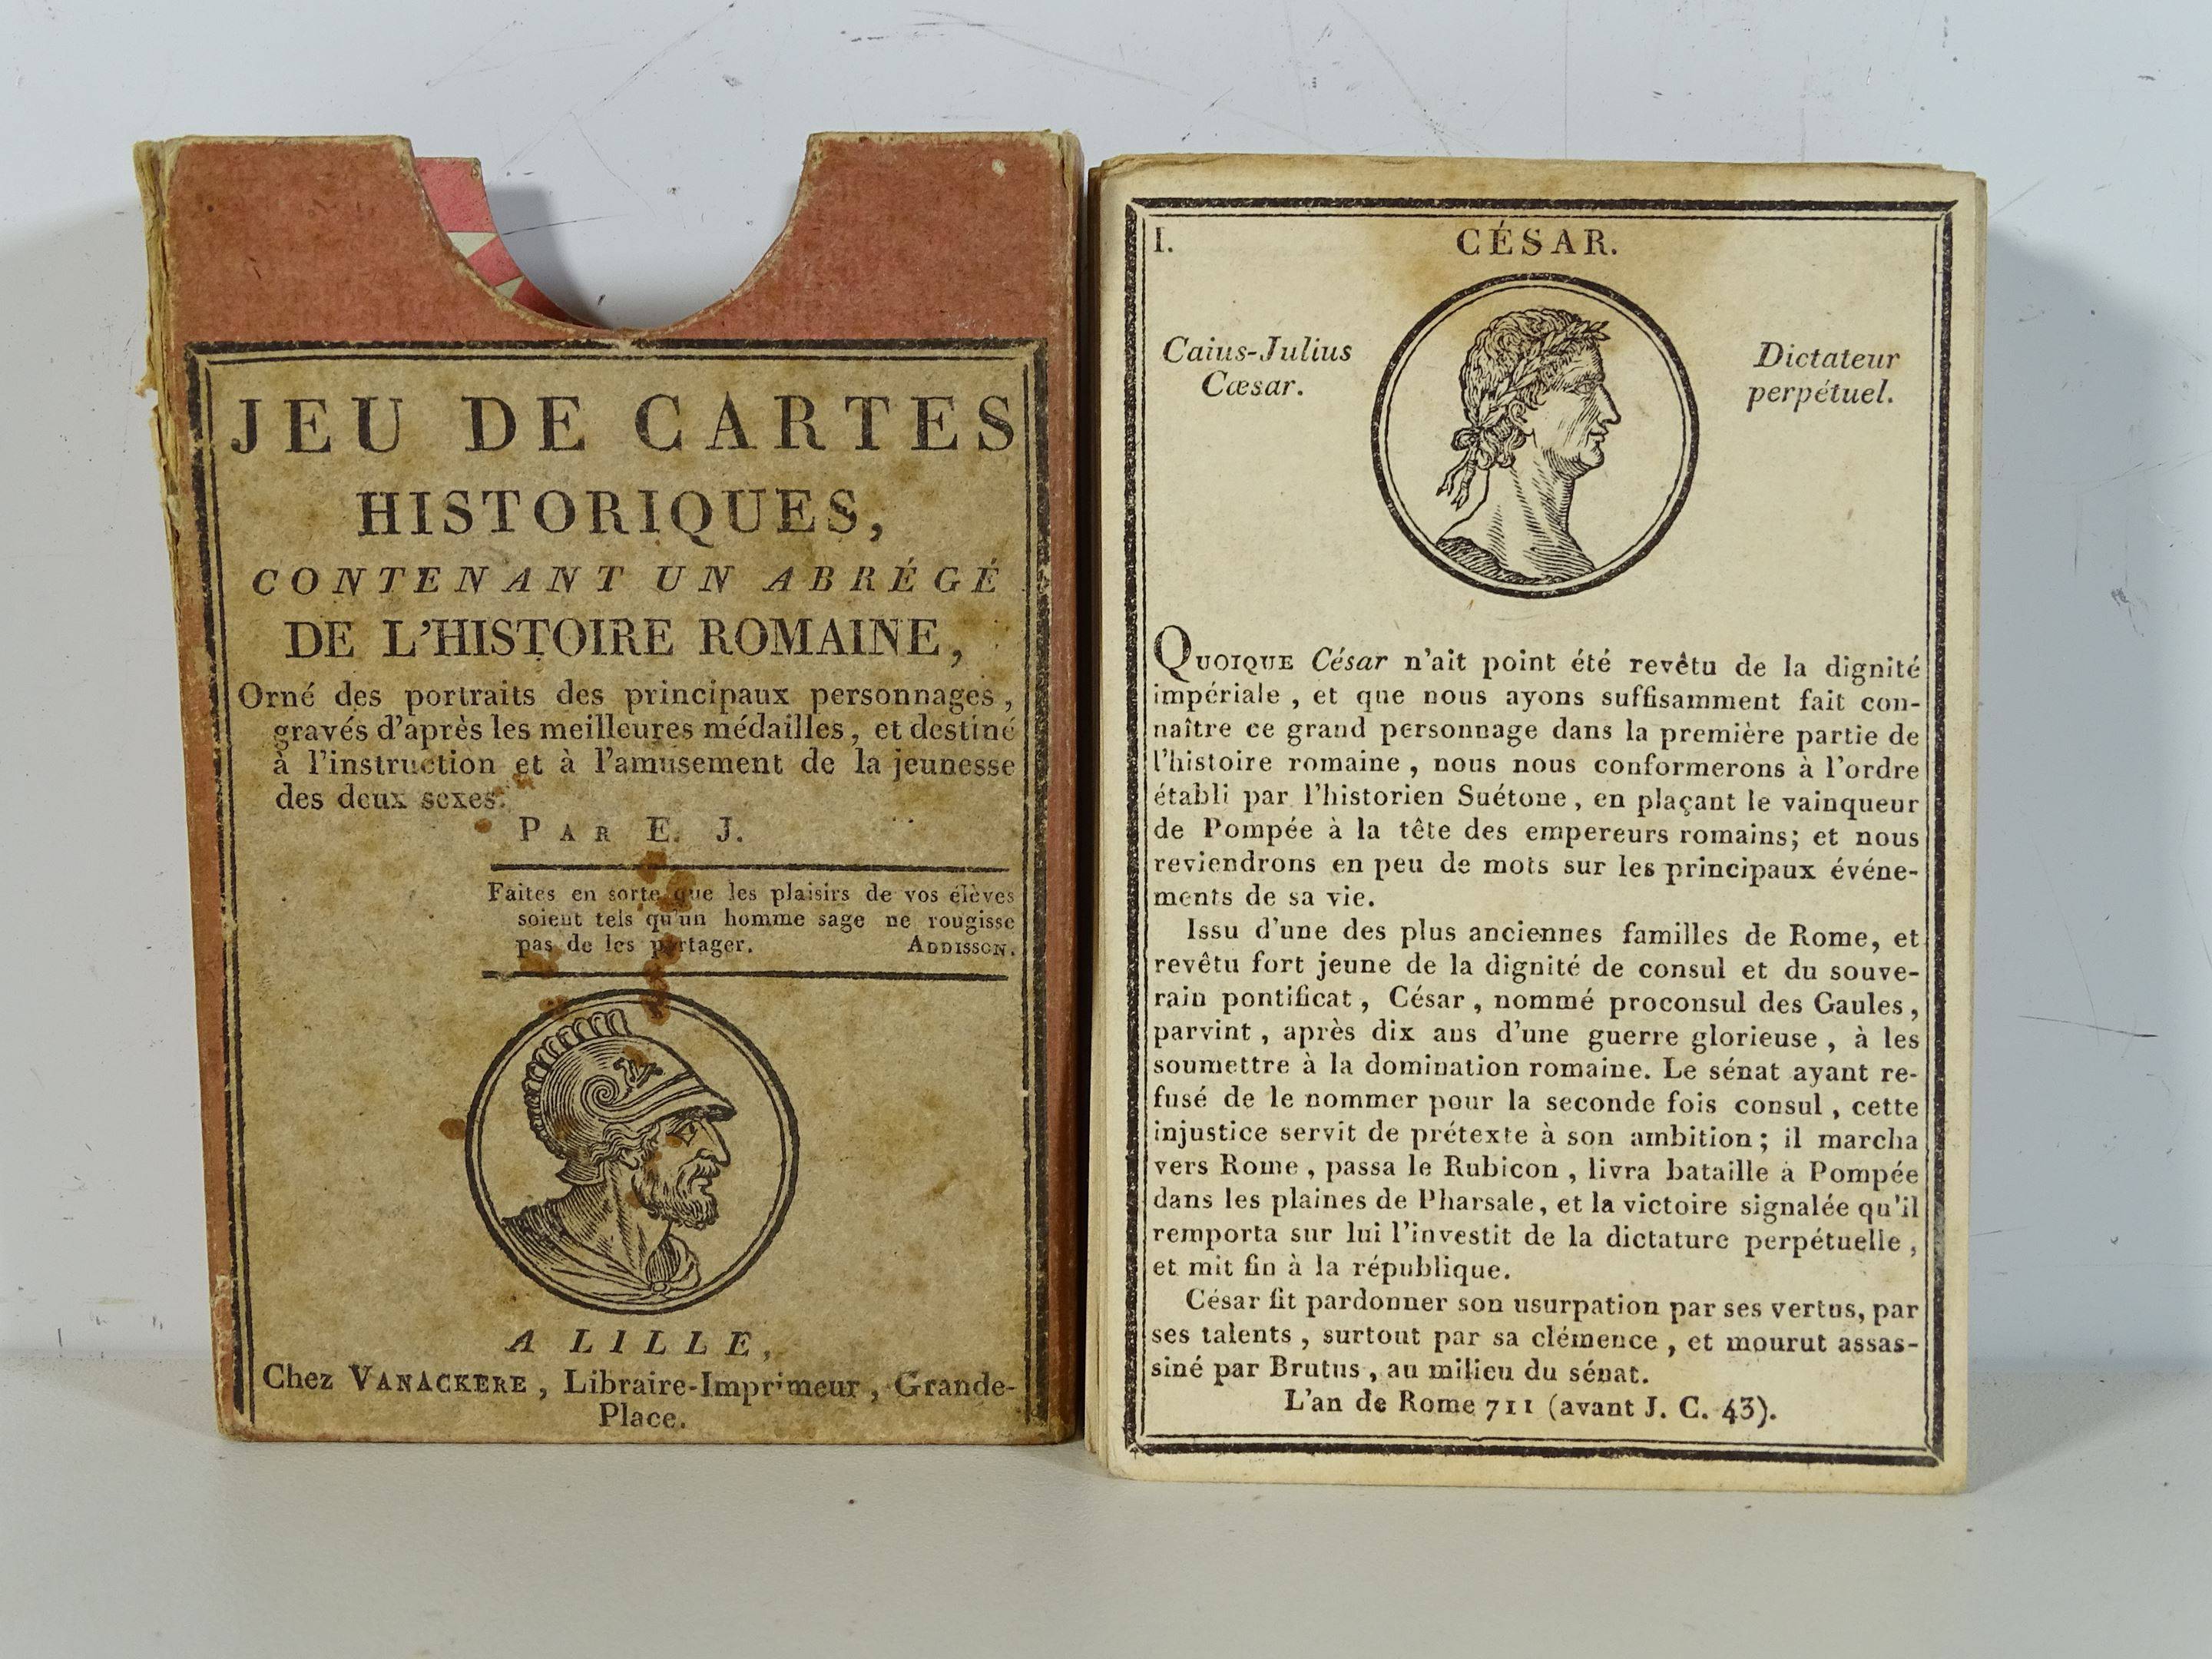 JEU DE CARTES
HISTORIQUES,
CONTENANT UN ABRÉGÉ
DE L'HISTOIRE ROMAINE,
Orné des portraits des principaux personnages,
gravés d'après les meilleures médailles, et destiné
à l'instruction et à l'amusement de la jeunesse
des deux sexes.
PAR E. J.
Faites en sorte que les plaisirs de vos élèves
soient tels qu'un homme sage ne rougisse
pas de les partager. ADDISSON.
A LILLE,
Chez VANACKERE, Libraire-Imprimeur, Grande-
Place.
I. CÉSAR.
Caius-Julius
Cæsar.
Dictateur
perpétuel.
QUOIQUE César n'ait point été revêtu de la dignité
impériale, et que nous ayons suffisamment fait con-
naître ce grand personnage dans la première partie de
l'histoire romaine, nous nous conformerons à l'ordre
établi par l'historien Suétone, en plaçant le vainqueur
de Pompée à la tête des empereurs romains; et nous
reviendrons en peu de mots sur les principaux événe-
ments de sa vie.
Issu d'une des plus anciennes familles de Rome, et
revêtu fort jeune de la dignité de consul et du souve-
rain pontificat, César, nommé proconsul des Gaules,
parvint, après dix ans d'une guerre glorieuse, à les
soumettre à la domination romaine. Le sénat ayant re-
fusé de le nommer pour la seconde fois consul, cette
injustice servit de prétexte à son ambition; il marcha
vers Rome, passa le Rubicon, livra bataille à Pompée
dans les plaines de Pharsale, et la victoire signalée qu'il
remporta sur lui l'investit de la dictature perpétuelle,
et mit fin à la république.
César fit pardonner son usurpation par ses vertus, par
ses talents, surtout par sa clémence, et mourut assas-
siné par Brutus, au milieu du sénat.
L'an de Rome 711 (avant J. C. 43).